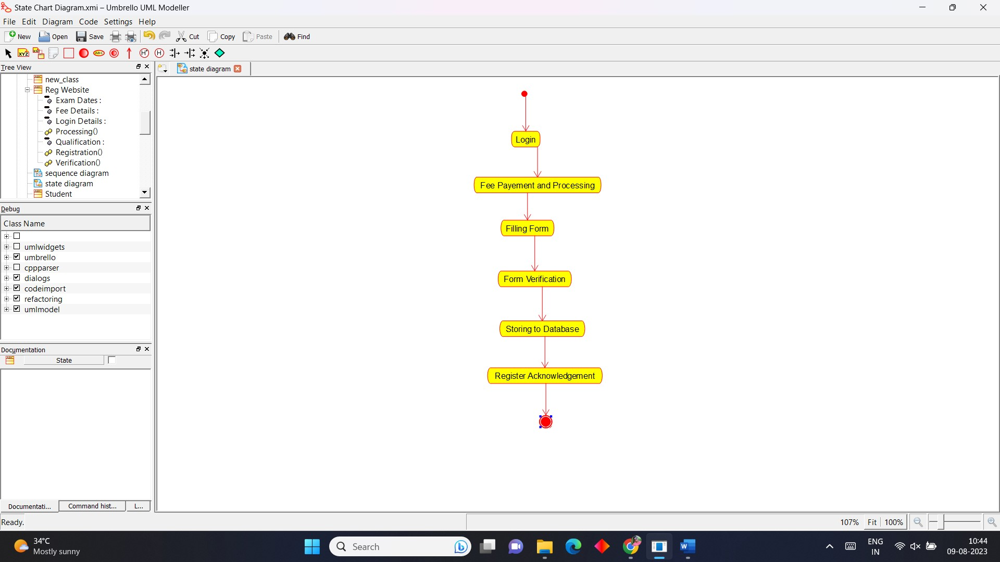 State Chart Diagram.xmi – Umbrello UML Modeller
File Edit Diagram Code Settings Help
New Open Save Cut Copy Paste Find
XYZ ABC H* H
Tree View
state diagram
new_class
Reg Website
Exam Dates :
Fee Details :
Login Details :
Processing()
Qualification :
Registration()
Verification()
sequence diagram
state diagram
Student
Debug
Class Name
umlwidgets
umbrello
cppparser
dialogs
codeimport
refactoring
umlmodel
Documentation
State
Documentati... Command hist... L...
Login
Fee Payement and Processing
Filling Form
Form Verification
Storing to Database
Register Acknowledgement
Ready.
107% Fit 100%
34°C
Mostly sunny
Search
ENG
IN
10:44
09-08-2023